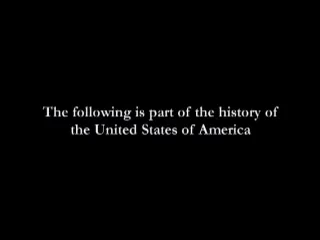 The following is part of the history of
the United States of America